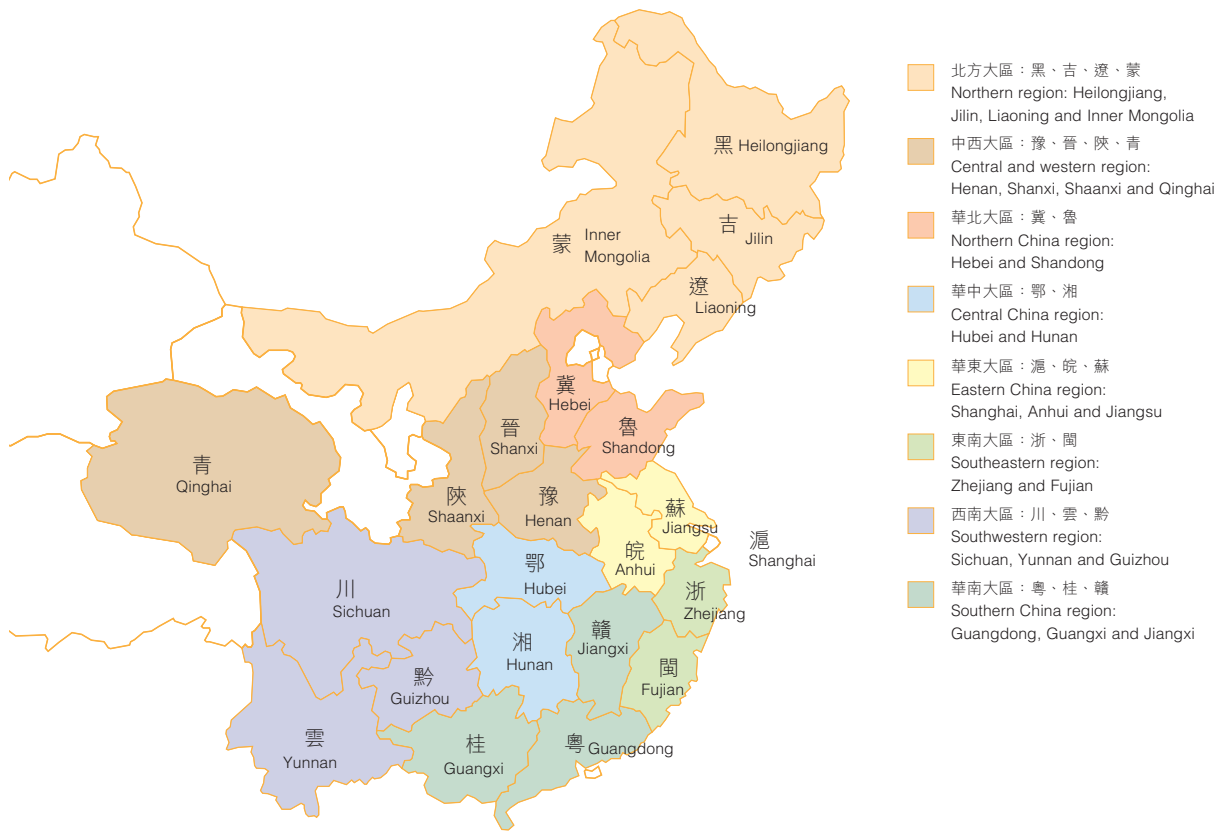 黑 Heilongjiang
吉
Jilin
蒙
Inner
Mongolia
遼
Liaoning
冀
Hebei
魯
Shandong
晉
Shanxi
青
Qinghai
陝
Shaanxi
豫
Henan
蘇
Jiangsu
滬
Shanghai
皖
Anhui
鄂
Hubei
川
Sichuan
浙
Zhejiang
湘
Hunan
贛
Jiangxi
黔
Guizhou
閩
Fujian
雲
Yunnan
桂
Guangxi
粵 Guangdong
北方大區：黑、吉、遼、蒙
Northern region: Heilongjiang,
Jilin, Liaoning and Inner Mongolia
中西大區：豫、晉、陝、青
Central and western region:
Henan, Shanxi, Shaanxi and Qinghai
華北大區：冀、魯
Northern China region:
Hebei and Shandong
華中大區：鄂、湘
Central China region:
Hubei and Hunan
華東大區：滬、皖、蘇
Eastern China region:
Shanghai, Anhui and Jiangsu
東南大區：浙、閩
Southeastern region:
Zhejiang and Fujian
西南大區：川、雲、黔
Southwestern region:
Sichuan, Yunnan and Guizhou
華南大區：粵、桂、贛
Southern China region:
Guangdong, Guangxi and Jiangxi